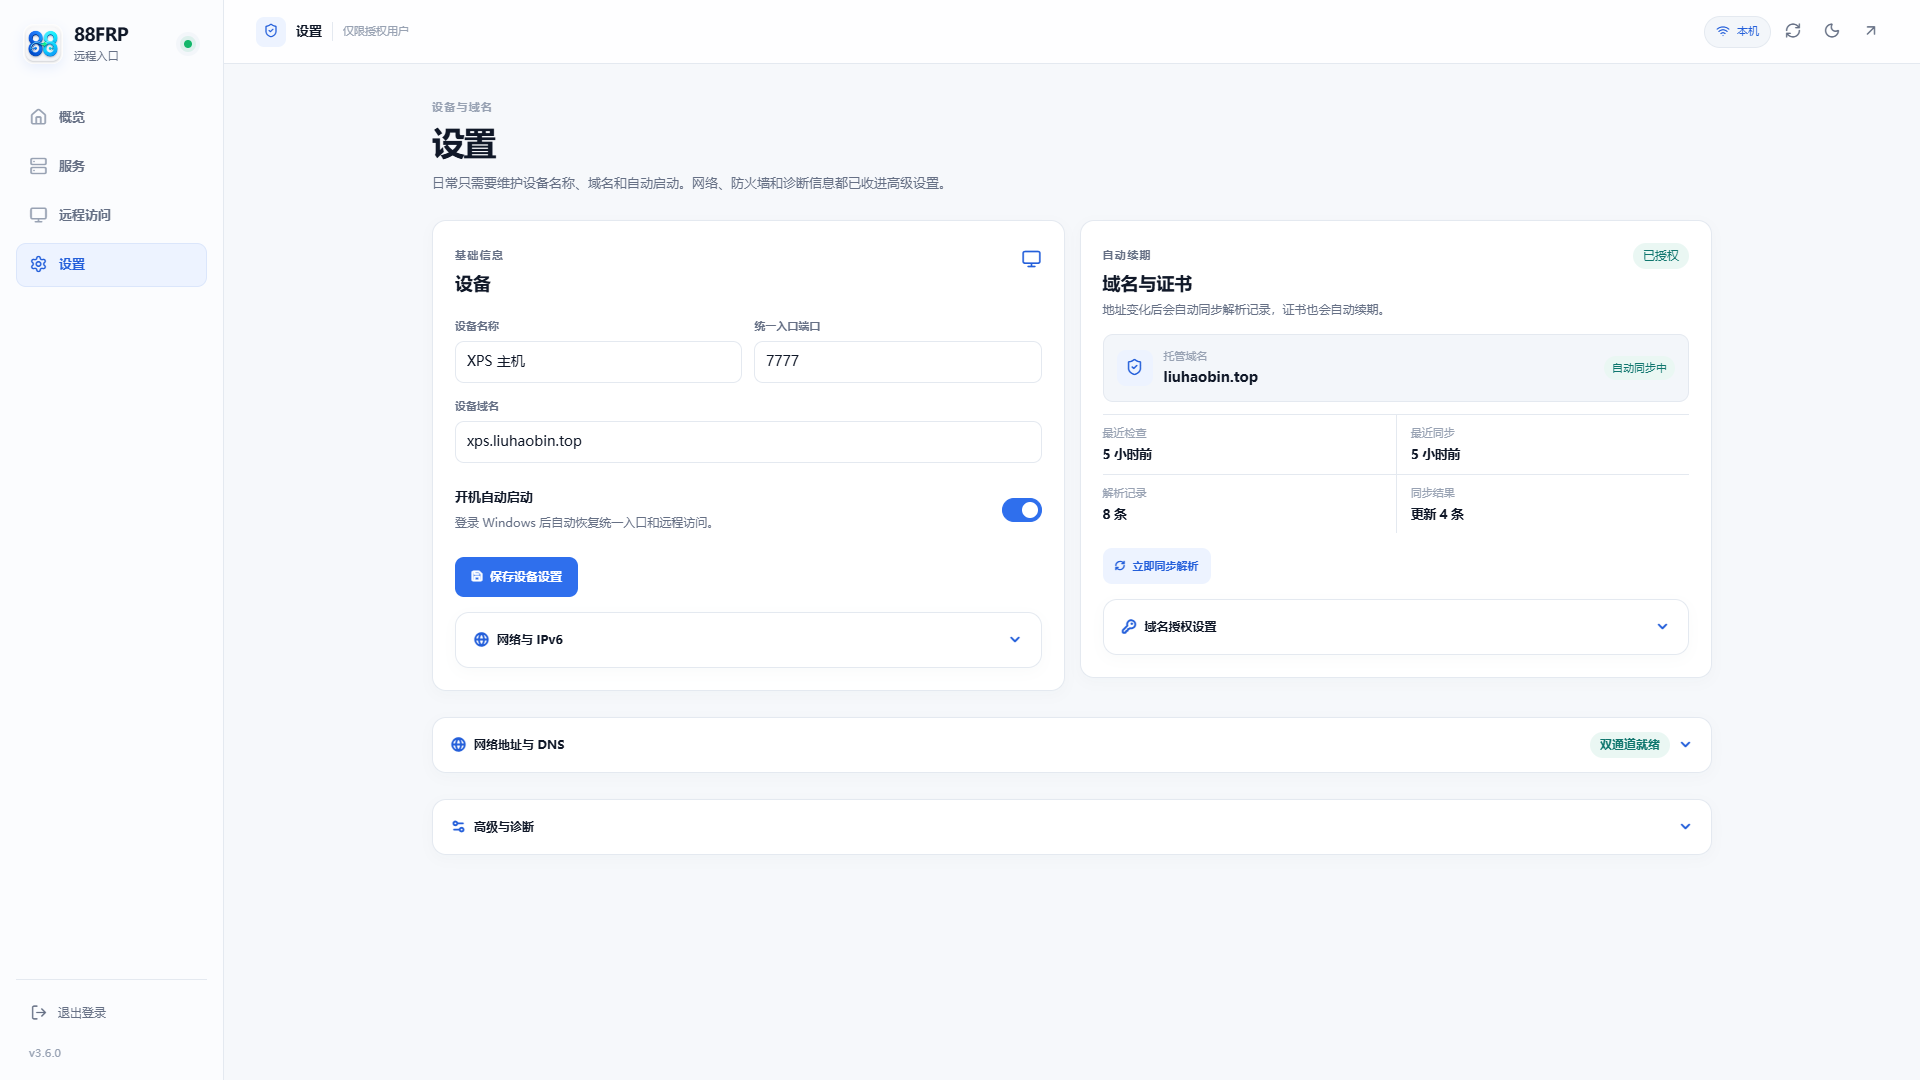 88FRP
远程入口
概览
服务
远程访问
设置
退出登录
v3.6.0
设置
仅限授权用户
本机
设备与域名
设置
日常只需要维护设备名称、域名和自动启动。网络、防火墙和诊断信息都已收进高级设置。
基础信息
设备
设备名称
统一入口端口
XPS 主机
7777
设备域名
xps.liuhaobin.top
开机自动启动
登录 Windows 后自动恢复统一入口和远程访问。
保存设备设置
网络与 IPv6
自动续期
已授权
域名与证书
地址变化后会自动同步解析记录，证书也会自动续期。
托管域名
liuhaobin.top
自动同步中
最近检查
5 小时前
最近同步
5 小时前
解析记录
8 条
同步结果
更新 4 条
立即同步解析
域名授权设置
网络地址与 DNS
双通道就绪
高级与诊断